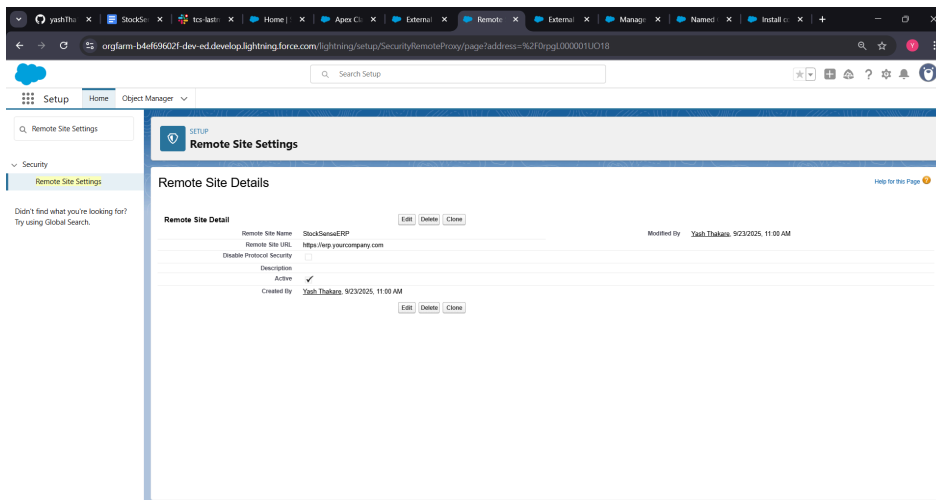 yashTha
StockSe
tcs-lastn
Home |
Apex Cl
External
Remote
External
Manage
Named
Install c
orgfarm-b4ef69602f-dev-ed.develop.lightning.force.com/lightning/setup/SecurityRemoteProxy/page?address=%2F0rpgL000001UO18
Y
Search Setup
Setup
Home
Object Manager
Remote Site Settings
Security
Remote Site Settings
Didn't find what you're looking for?
Try using Global Search.
SETUP
Remote Site Settings
Remote Site Details
Help for this Page
Remote Site Detail
Edit Delete Clone
Remote Site Name StockSenseERP Modified By Yash Thakare, 9/23/2025, 11:00 AM
Remote Site URL https://erp.yourcompany.com
Disable Protocol Security
Description
Active
Created By Yash Thakare, 9/23/2025, 11:00 AM
Edit Delete Clone